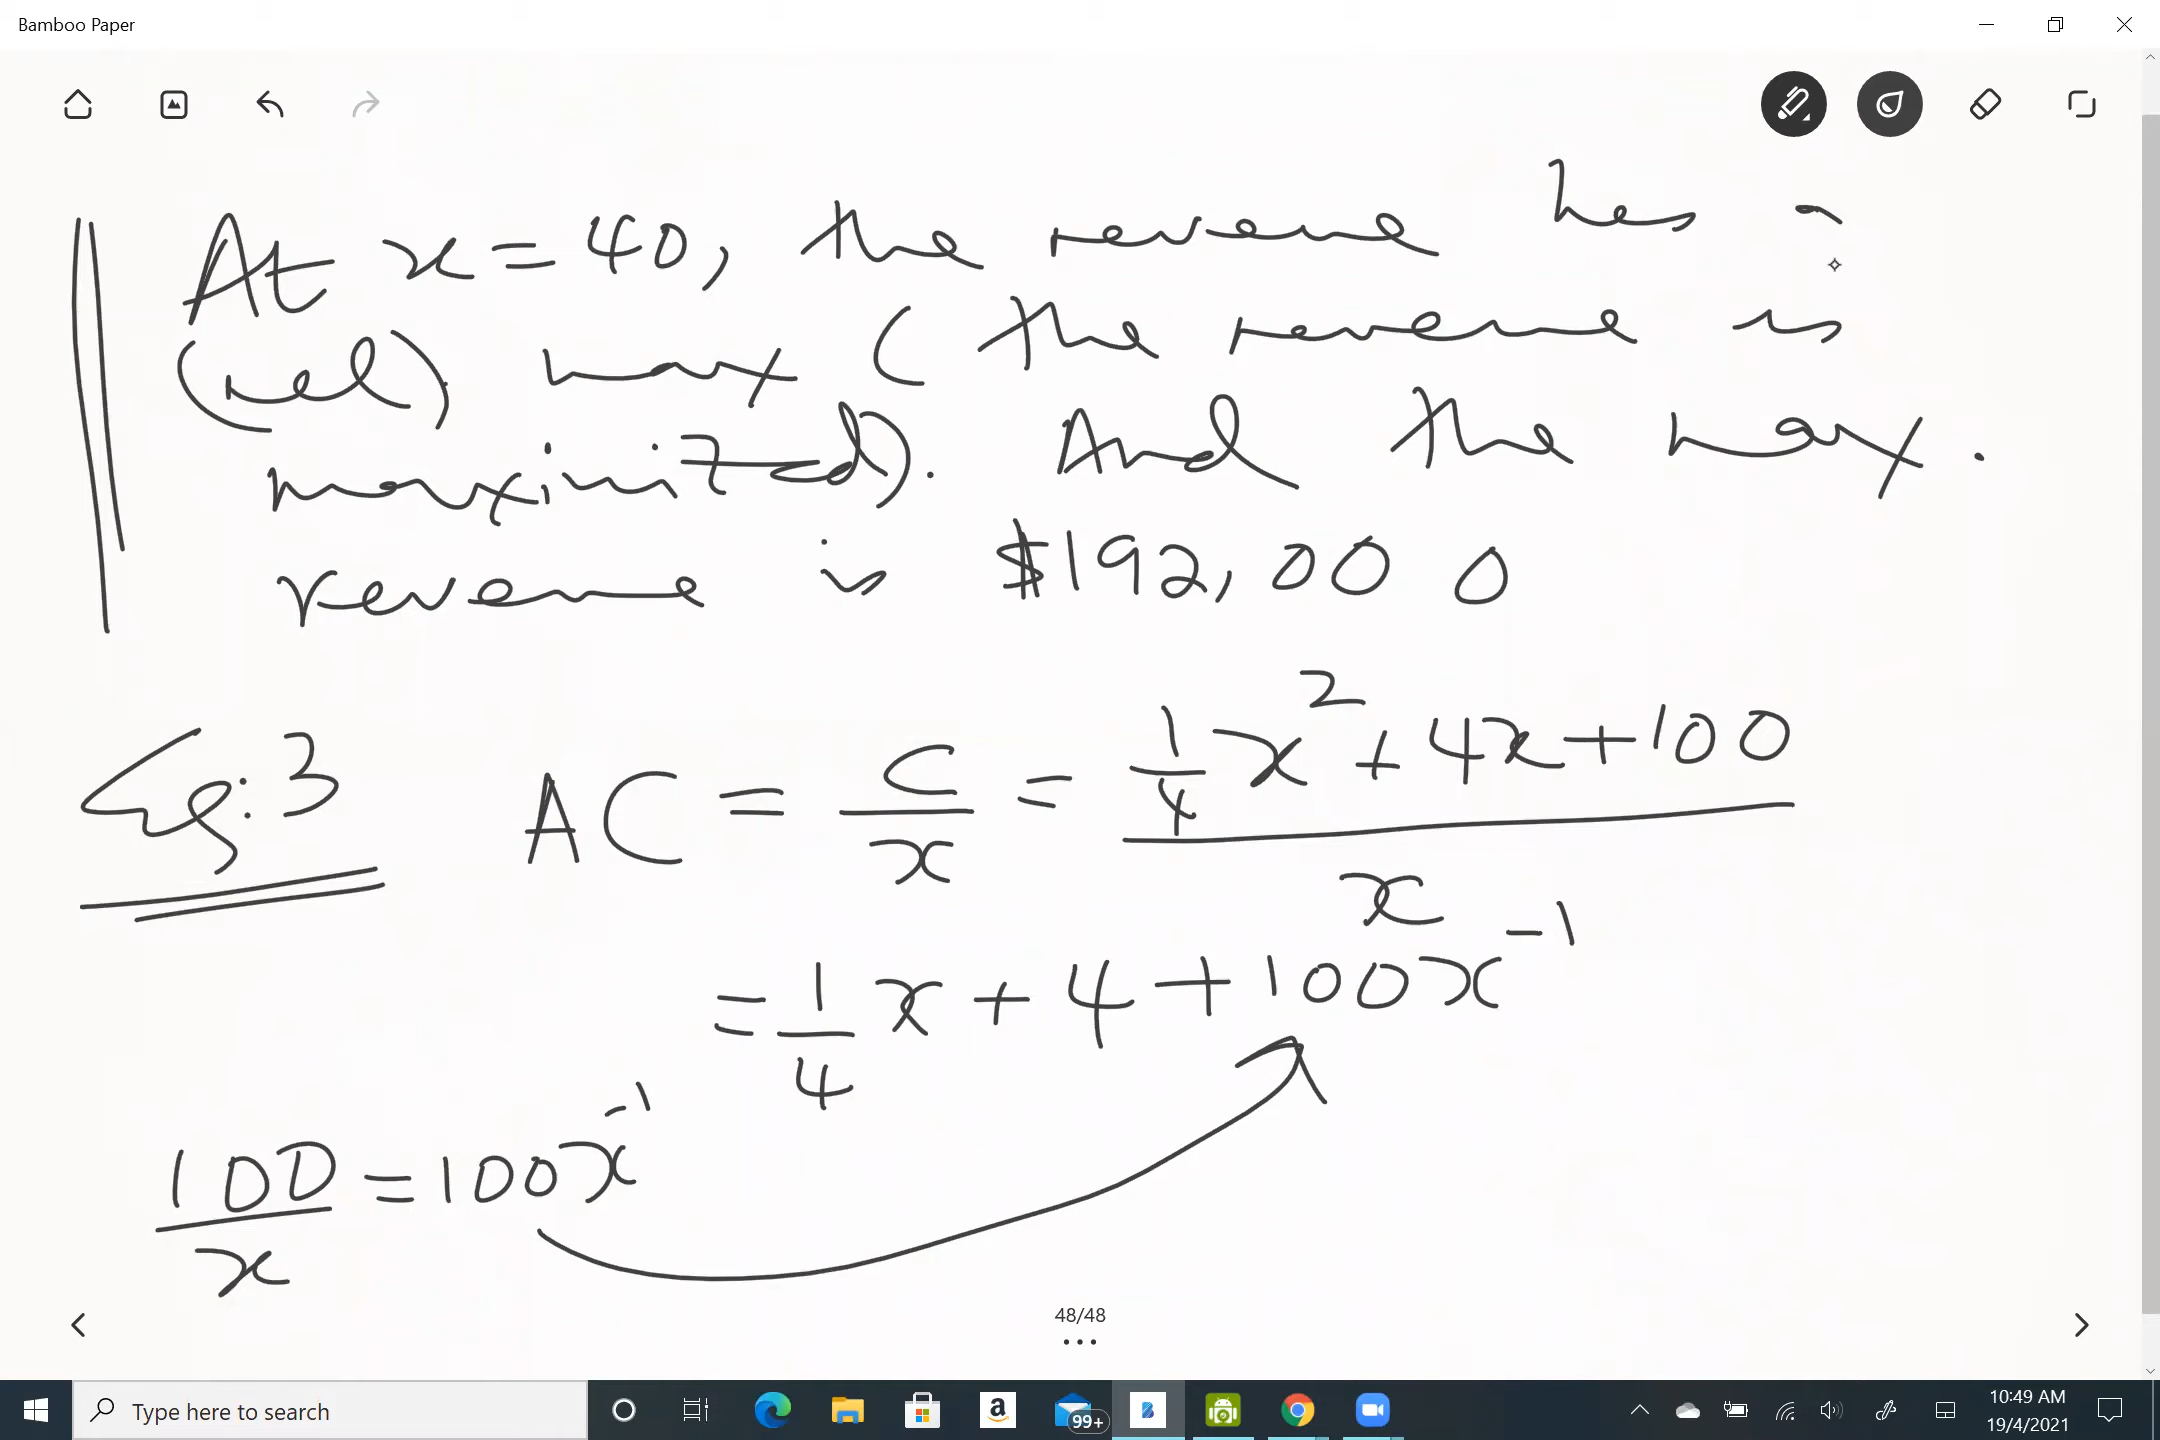 Bamboo Paper
At x = 40, the revenue has a
(rel) max (the revenue is
maximized). And the max.
revenue is $192,000
Eg: 3 AC = C/x = (1/4 x² + 4x + 100)/x
= 1/4 x + 4 + 100x⁻¹
100/x = 100x⁻¹
48/48
Type here to search
a
99+
B
10:49 AM
19/4/2021